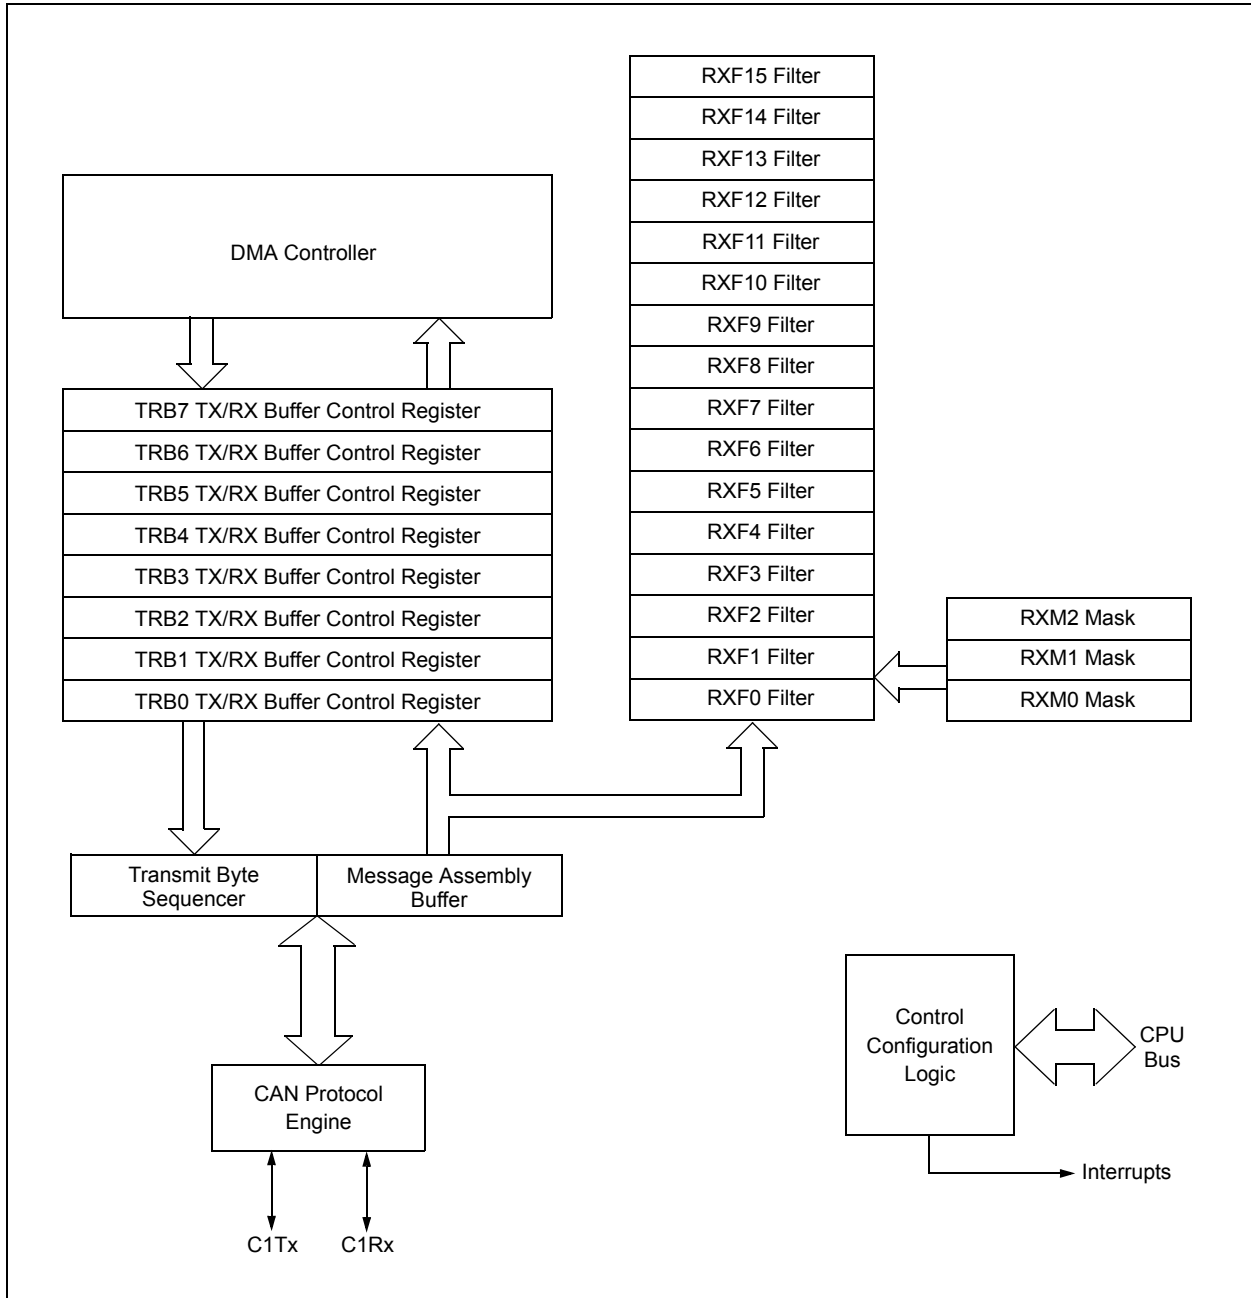 DMA Controller
TRB7 TX/RX Buffer Control Register
TRB6 TX/RX Buffer Control Register
TRB5 TX/RX Buffer Control Register
TRB4 TX/RX Buffer Control Register
TRB3 TX/RX Buffer Control Register
TRB2 TX/RX Buffer Control Register
TRB1 TX/RX Buffer Control Register
TRB0 TX/RX Buffer Control Register
Transmit Byte
Sequencer
Message Assembly
Buffer
CAN Protocol
Engine
C1Tx
C1Rx
RXF15 Filter
RXF14 Filter
RXF13 Filter
RXF12 Filter
RXF11 Filter
RXF10 Filter
RXF9 Filter
RXF8 Filter
RXF7 Filter
RXF6 Filter
RXF5 Filter
RXF4 Filter
RXF3 Filter
RXF2 Filter
RXF1 Filter
RXF0 Filter
RXM2 Mask
RXM1 Mask
RXM0 Mask
Control
Configuration
Logic
CPU
Bus
Interrupts